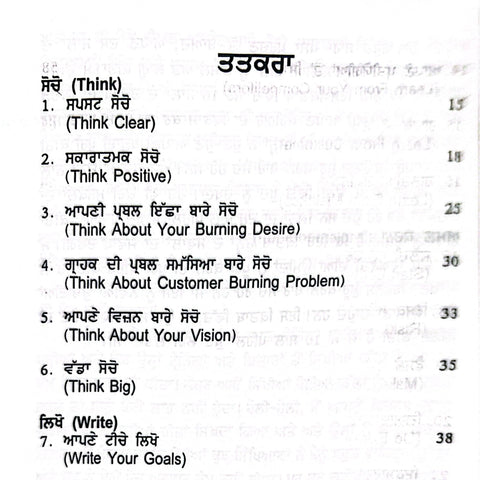 ਤਤਕਰਾ
ਸੋਚੋ (Think)
1. ਸਪਸਟ ਸੋਚੋ 15
(Think Clear)
2. ਸਕਾਰਾਤਮਕ ਸੋਚੋ 18
(Think Positive)
3. ਆਪਣੀ ਪ੍ਰਬਲ ਇੱਛਾ ਬਾਰੇ ਸੋਚੋ 25
(Think About Your Burning Desire)
4. ਗ੍ਰਾਹਕ ਦੀ ਪ੍ਰਬਲ ਸਮੱਸਿਆ ਬਾਰੇ ਸੋਚੋ 30
(Think About Customer Burning Problem)
5. ਆਪਣੇ ਵਿਜ਼ਨ ਬਾਰੇ ਸੋਚੋ 33
(Think About Your Vision)
6. ਵੱਡਾ ਸੋਚੋ 35
(Think Big)
ਲਿਖੋ (Write)
7. ਆਪਣੇ ਟੀਚੇ ਲਿਖੋ 38
(Write Your Goals)